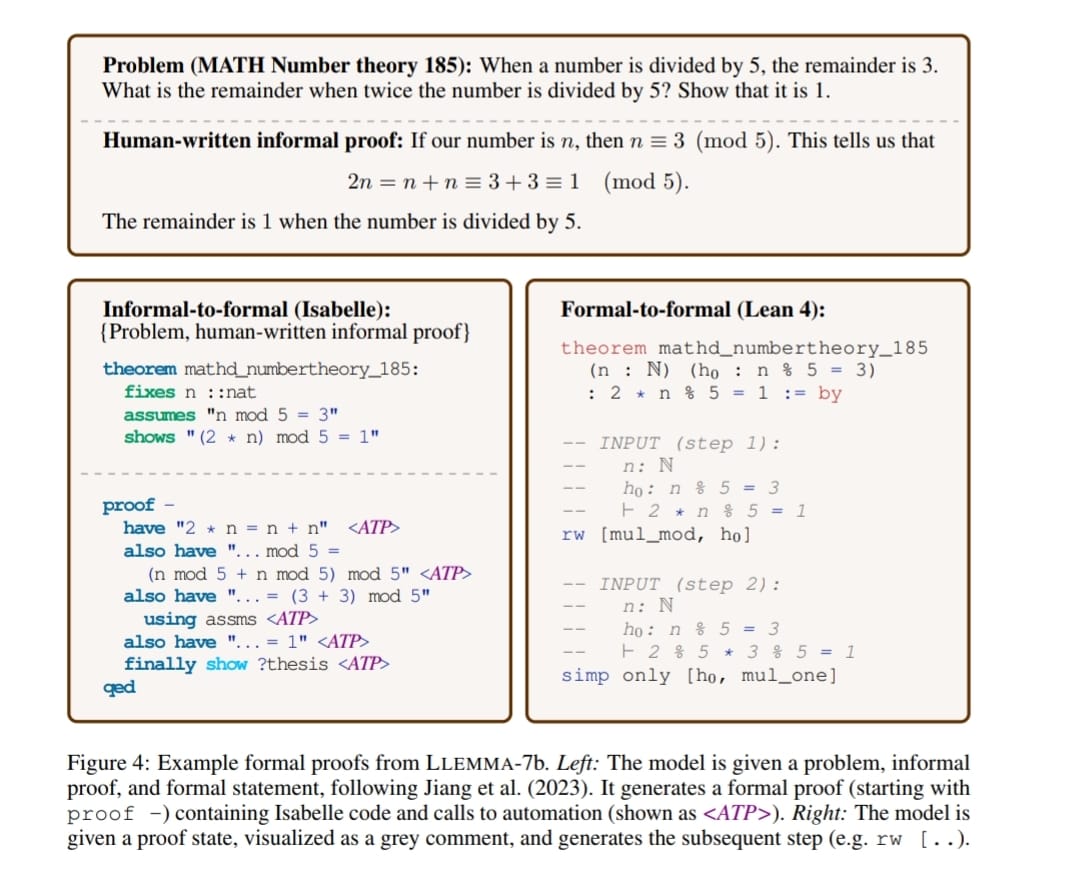 Problem (MATH Number theory 185): When a number is divided by 5, the remainder is 3.
What is the remainder when twice the number is divided by 5? Show that it is 1.
Human-written informal proof: If our number is n, then n ≡ 3 (mod 5). This tells us that
2n = n + n ≡ 3 + 3 ≡ 1 (mod 5).
The remainder is 1 when the number is divided by 5.
Informal-to-formal (Isabelle):
{Problem, human-written informal proof}
theorem mathd_numbertheory_185:
fixes n ::nat
assumes "n mod 5 = 3"
shows "(2 * n) mod 5 = 1"
proof -
have "2 * n = n + n" <ATP>
also have "... mod 5 =
(n mod 5 + n mod 5) mod 5" <ATP>
also have "... = (3 + 3) mod 5"
using assms <ATP>
also have "... = 1" <ATP>
finally show ?thesis <ATP>
qed
Formal-to-formal (Lean 4):
theorem mathd_numbertheory_185
(n : ℕ) (h₀ : n % 5 = 3)
: 2 * n % 5 = 1 := by
-- INPUT (step 1):
-- n: ℕ
-- h₀: n % 5 = 3
-- ⊢ 2 * n % 5 = 1
rw [mul_mod, h₀]
-- INPUT (step 2):
-- n: ℕ
-- h₀: n % 5 = 3
-- ⊢ 2 % 5 * 3 % 5 = 1
simp only [h₀, mul_one]
Figure 4: Example formal proofs from LLEMMA-7b. Left: The model is given a problem, informal
proof, and formal statement, following Jiang et al. (2023). It generates a formal proof (starting with
proof -) containing Isabelle code and calls to automation (shown as <ATP>). Right: The model is
given a proof state, visualized as a grey comment, and generates the subsequent step (e.g. rw [..).